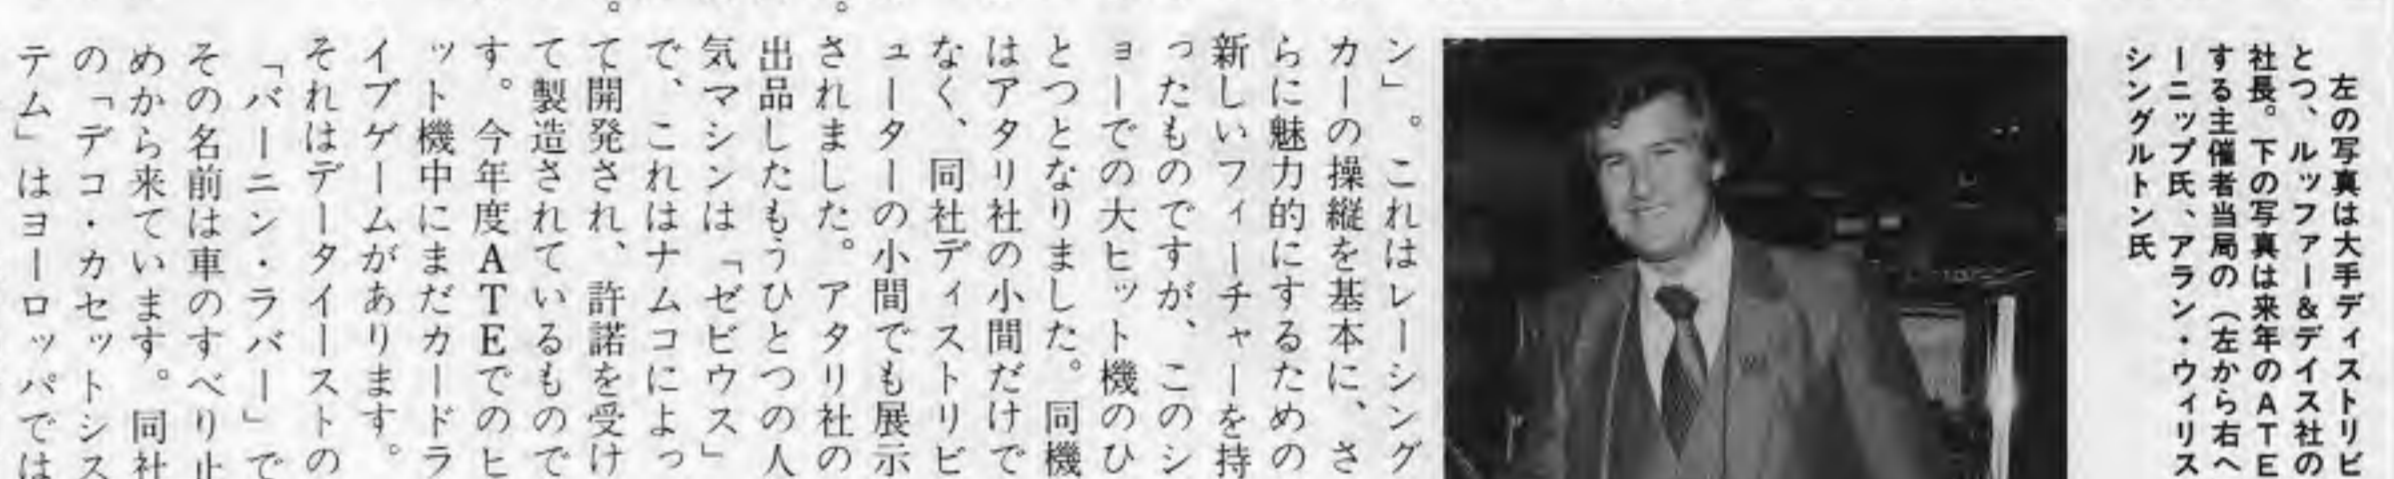 左の写真は大手ディストリビ
とつ、ルッファー&デイス社の
社長。下の写真は来年のATE
する主催者当局の(左から右へ
ーニップ氏、アラン・ウィリス
シングルトン氏
ン」。これはレーシング
カーの操縦を基本に、さ
らに魅力的にするための
新しいフィーチャーを持
ったものですが、このシ
ョーでの大ヒット機のひ
とつとなりました。同機
はアタリ社の小間だけで
なく、同社ディストリビ
ューターの小間でも展示
されました。アタリ社の
出品したもうひとつの人
気マシンは「ゼビウス」
で、これはナムコによっ
て開発され、許諾を受け
て製造されているもので
す。今年度ATEでのヒ
ット機中にまだカードラ
イブゲームがあります。
それはデータイーストの
「バーニン・ラバー」で
その名前は車のすべり止
めから来ています。同社
の「デコ・カセットシス
テム」はヨーロッパでは